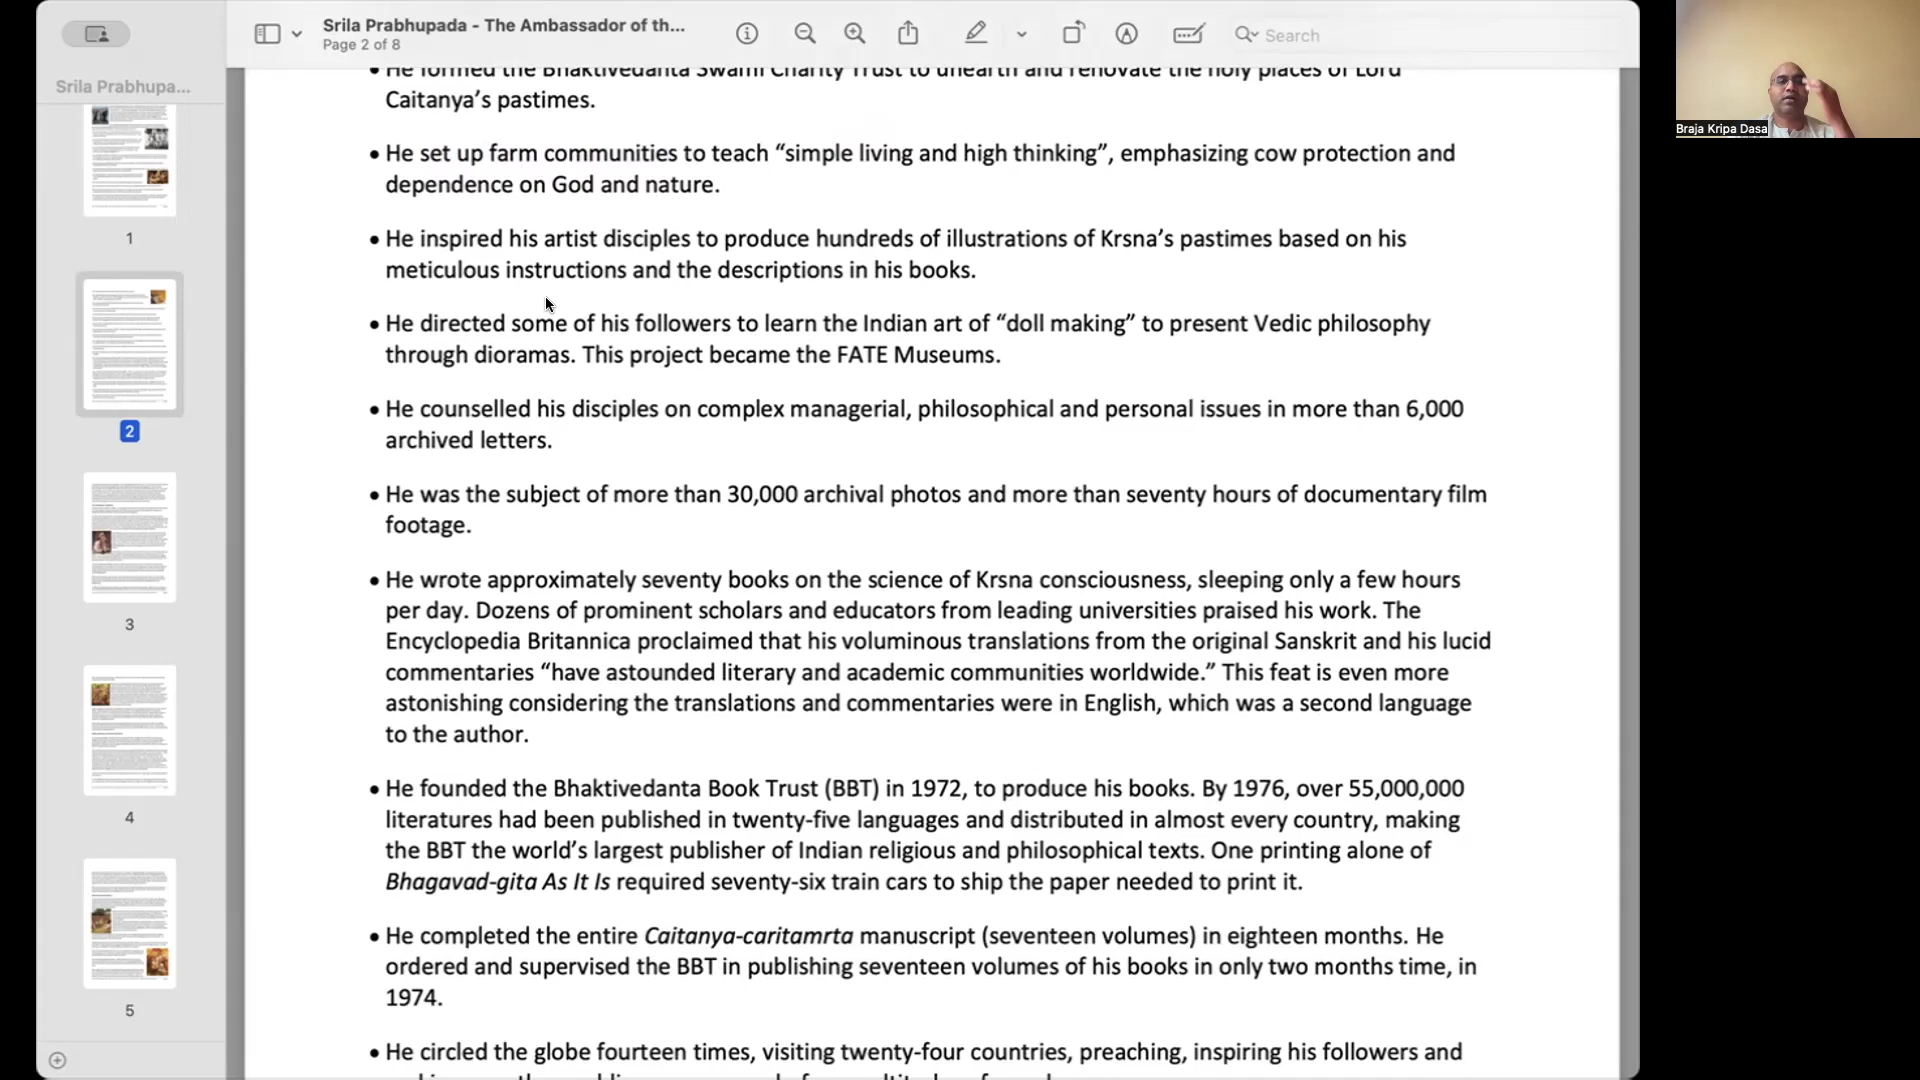 Srila Prabhupada - The Ambassador of th...
Page 2 of 8
Search
Srila Prabhupa...
1
2
3
4
5
• He formed the Bhaktivedanta Swami Charity Trust to unearth and renovate the holy places of Lord
Caitanya’s pastimes.
• He set up farm communities to teach “simple living and high thinking”, emphasizing cow protection and
dependence on God and nature.
• He inspired his artist disciples to produce hundreds of illustrations of Krsna’s pastimes based on his
meticulous instructions and the descriptions in his books.
• He directed some of his followers to learn the Indian art of “doll making” to present Vedic philosophy
through dioramas. This project became the FATE Museums.
• He counselled his disciples on complex managerial, philosophical and personal issues in more than 6,000
archived letters.
• He was the subject of more than 30,000 archival photos and more than seventy hours of documentary film
footage.
• He wrote approximately seventy books on the science of Krsna consciousness, sleeping only a few hours
per day. Dozens of prominent scholars and educators from leading universities praised his work. The
Encyclopedia Britannica proclaimed that his voluminous translations from the original Sanskrit and his lucid
commentaries “have astounded literary and academic communities worldwide.” This feat is even more
astonishing considering the translations and commentaries were in English, which was a second language
to the author.
• He founded the Bhaktivedanta Book Trust (BBT) in 1972, to produce his books. By 1976, over 55,000,000
literatures had been published in twenty-five languages and distributed in almost every country, making
the BBT the world’s largest publisher of Indian religious and philosophical texts. One printing alone of
Bhagavad-gita As It Is required seventy-six train cars to ship the paper needed to print it.
• He completed the entire Caitanya-caritamrta manuscript (seventeen volumes) in eighteen months. He
ordered and supervised the BBT in publishing seventeen volumes of his books in only two months time, in
1974.
• He circled the globe fourteen times, visiting twenty-four countries, preaching, inspiring his followers and
Braja Kripa Dasa